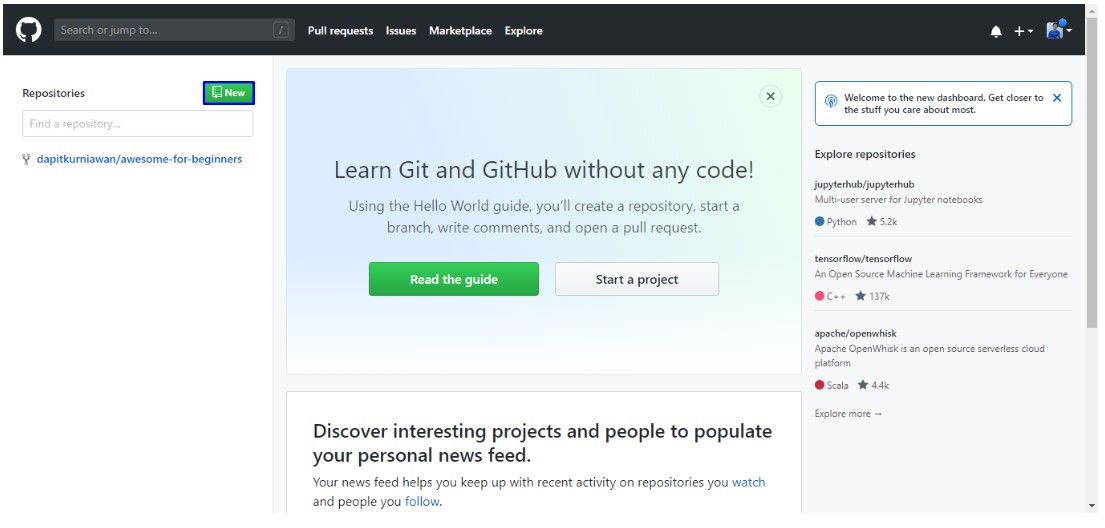 Search or jump to...
/
Pull requests
Issues
Marketplace
Explore
Repositories
New
Find a repository...
dapitkurniawan/awesome-for-beginners
Learn Git and GitHub without any code!
Using the Hello World guide, you’ll create a repository, start a
branch, write comments, and open a pull request.
Read the guide
Start a project
Discover interesting projects and people to populate
your personal news feed.
Your news feed helps you keep up with recent activity on repositories you watch
and people you follow.
Welcome to the new dashboard. Get closer to
the stuff you care about most.
Explore repositories
jupyterhub/jupyterhub
Multi-user server for Jupyter notebooks
Python 5.2k
tensorflow/tensorflow
An Open Source Machine Learning Framework for Everyone
C++ 137k
apache/openwhisk
Apache OpenWhisk is an open source serverless cloud
platform
Scala 4.4k
Explore more →